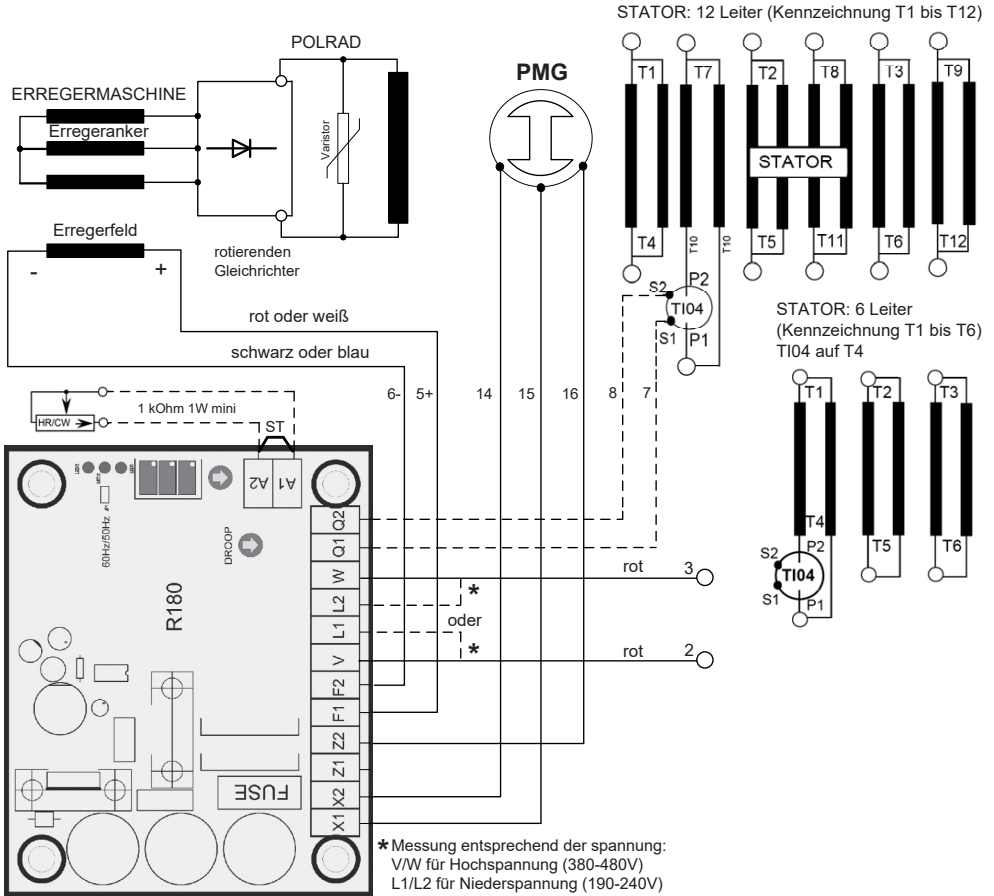 STATOR: 12 Leiter (Kennzeichnung T1 bis T12)
POLRAD
PMG
T1 T7 T2 T8 T3 T9
ERREGERMASCHINE
Erregeranker
Varistor
STATOR
Erregerfeld
rotierenden
Gleichrichter
- +
T4 T10 T10 T5 T11 T6 T12
S2 P2
TI04
S1 P1
STATOR: 6 Leiter
(Kennzeichnung T1 bis T6)
TI04 auf T4
rot oder weiß
schwarz oder blau
6- 5+ 14 15 16 8 7
T1 T2 T3
HR/CW
1 kOhm 1W mini
ST
A2 A1
60Hz/50Hz
DROOP
R180
Q2
Q1
W
L2
L1
V
F2
F1
Z2
Z1
X2
X1
FUSE
rot 3
*
oder
*
rot 2
T4 T5 T6
S2 P2
TI04
S1 P1
* Messung entsprechend der spannung:
V/W für Hochspannung (380-480V)
L1/L2 für Niederspannung (190-240V)